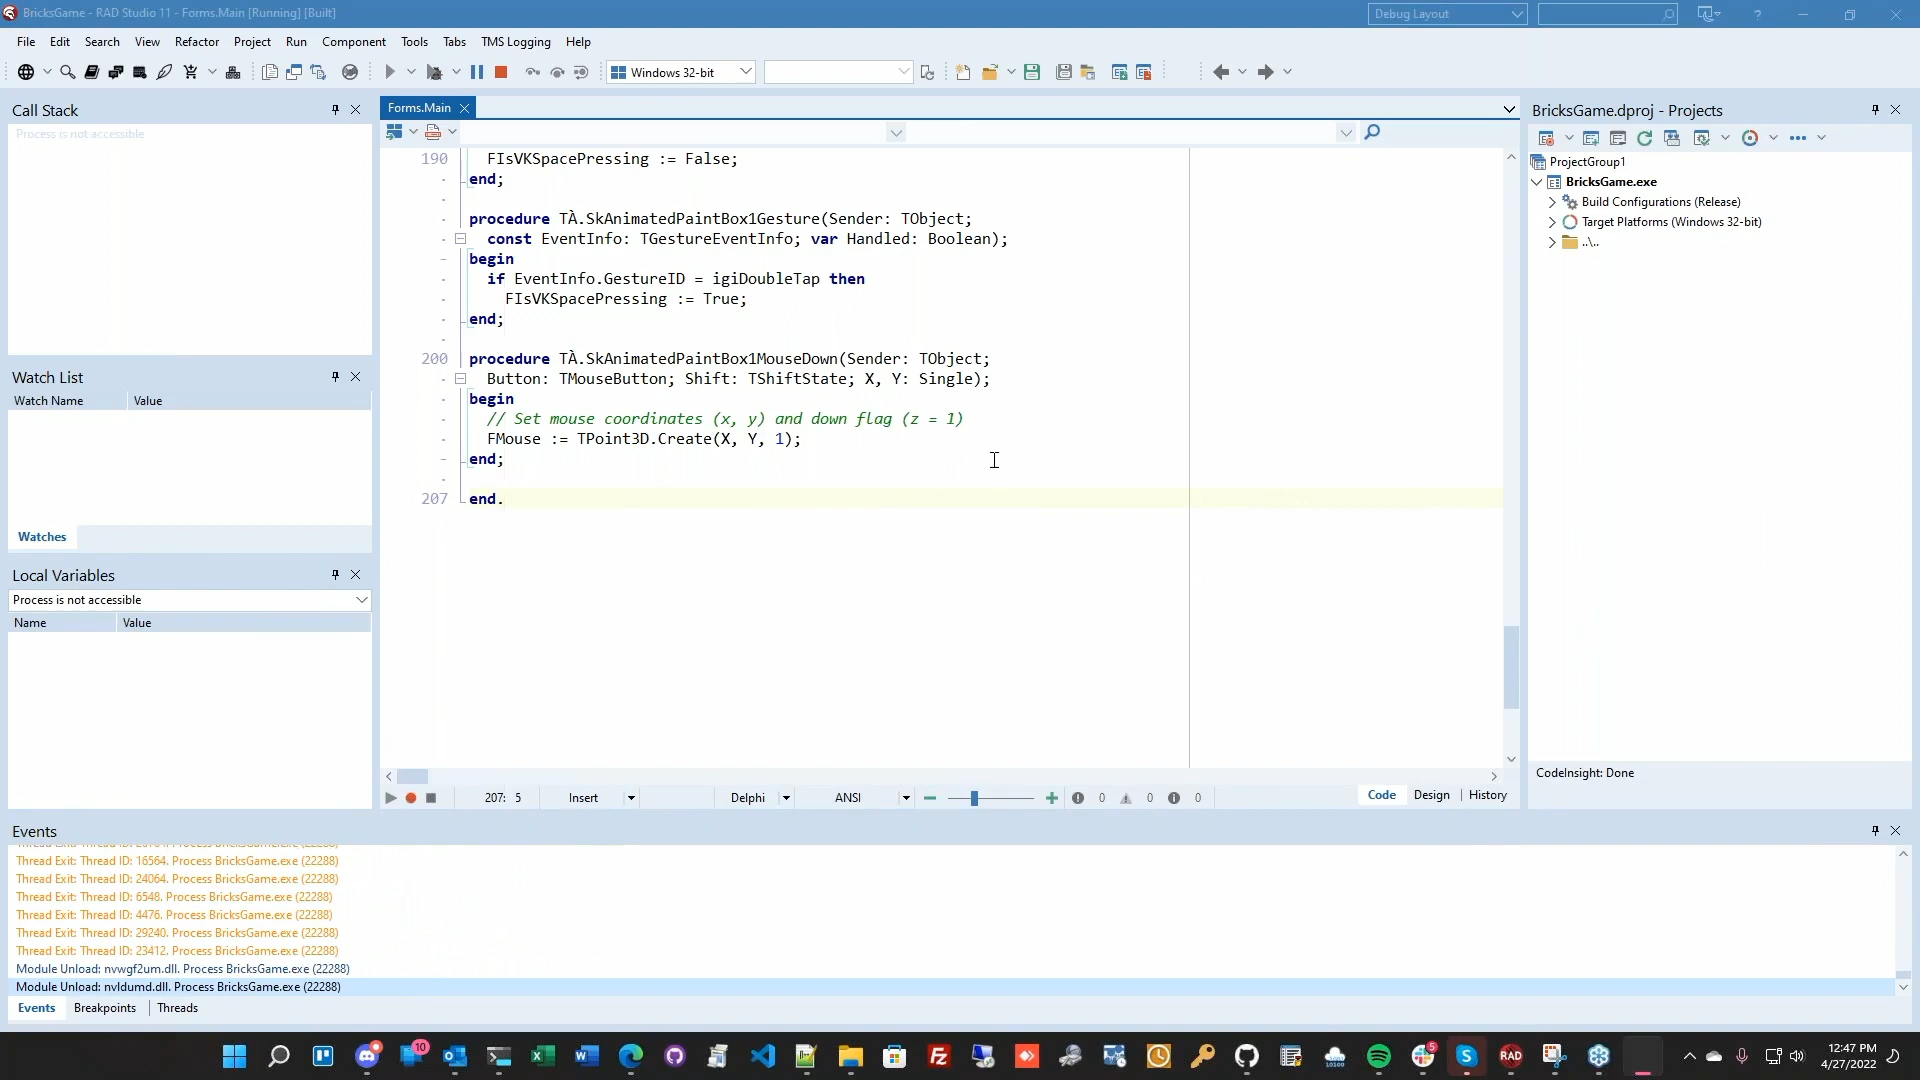 BricksGame - RAD Studio 11 - Forms.Main [Running] [Built]
Debug Layout
File Edit Search View Refactor Project Run Component Tools Tabs TMS Logging Help
Windows 32-bit
Call Stack
Process is not accessible
Watch List
Watch Name Value
Watches
Local Variables
Process is not accessible
Name Value
Forms.Main
190 FIsVKSpacePressing := False;
end;
procedure TÀ.SkAnimatedPaintBox1Gesture(Sender: TObject;
const EventInfo: TGestureEventInfo; var Handled: Boolean);
begin
if EventInfo.GestureID = igiDoubleTap then
FIsVKSpacePressing := True;
end;
200 procedure TÀ.SkAnimatedPaintBox1MouseDown(Sender: TObject;
Button: TMouseButton; Shift: TShiftState; X, Y: Single);
begin
// Set mouse coordinates (x, y) and down flag (z = 1)
FMouse := TPoint3D.Create(X, Y, 1);
end;
207 end.
207: 5 Insert Delphi ANSI 0 0 0
Code Design History
BricksGame.dproj - Projects
ProjectGroup1
BricksGame.exe
Build Configurations (Release)
Target Platforms (Windows 32-bit)
..\..
CodeInsight: Done
Events
Thread Exit: Thread ID: 16564. Process BricksGame.exe (22288)
Thread Exit: Thread ID: 24064. Process BricksGame.exe (22288)
Thread Exit: Thread ID: 6548. Process BricksGame.exe (22288)
Thread Exit: Thread ID: 4476. Process BricksGame.exe (22288)
Thread Exit: Thread ID: 29240. Process BricksGame.exe (22288)
Thread Exit: Thread ID: 23412. Process BricksGame.exe (22288)
Module Unload: nvwgf2um.dll. Process BricksGame.exe (22288)
Module Unload: nvldumd.dll. Process BricksGame.exe (22288)
Events Breakpoints Threads
10
5
RAD
12:47 PM
4/27/2022